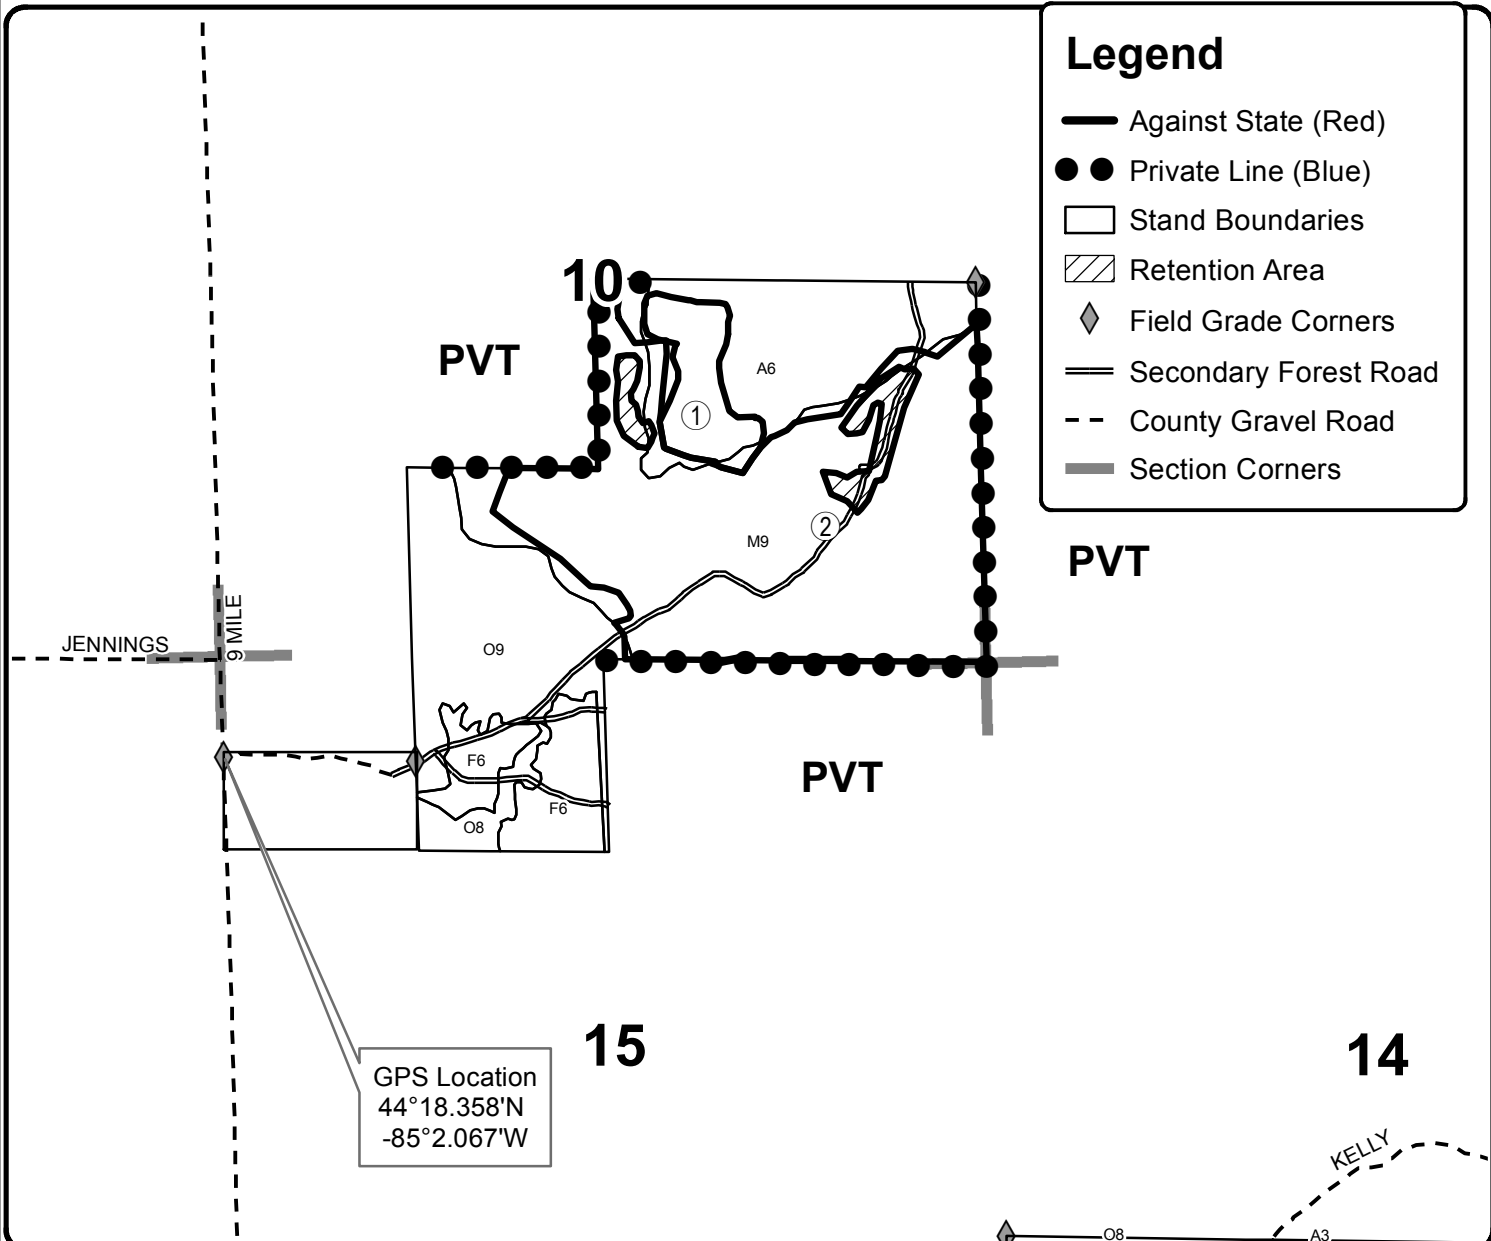 Legend
Against State (Red)
Private Line (Blue)
Stand Boundaries
Retention Area
Field Grade Corners
Secondary Forest Road
County Gravel Road
Section Corners
10
PVT
A6
1
2
M9
PVT
JENNINGS
9 MILE
O9
F6
F6
O8
PVT
15
14
GPS Location
44°18.358'N
-85°2.067'W
KELLY
O8
A3